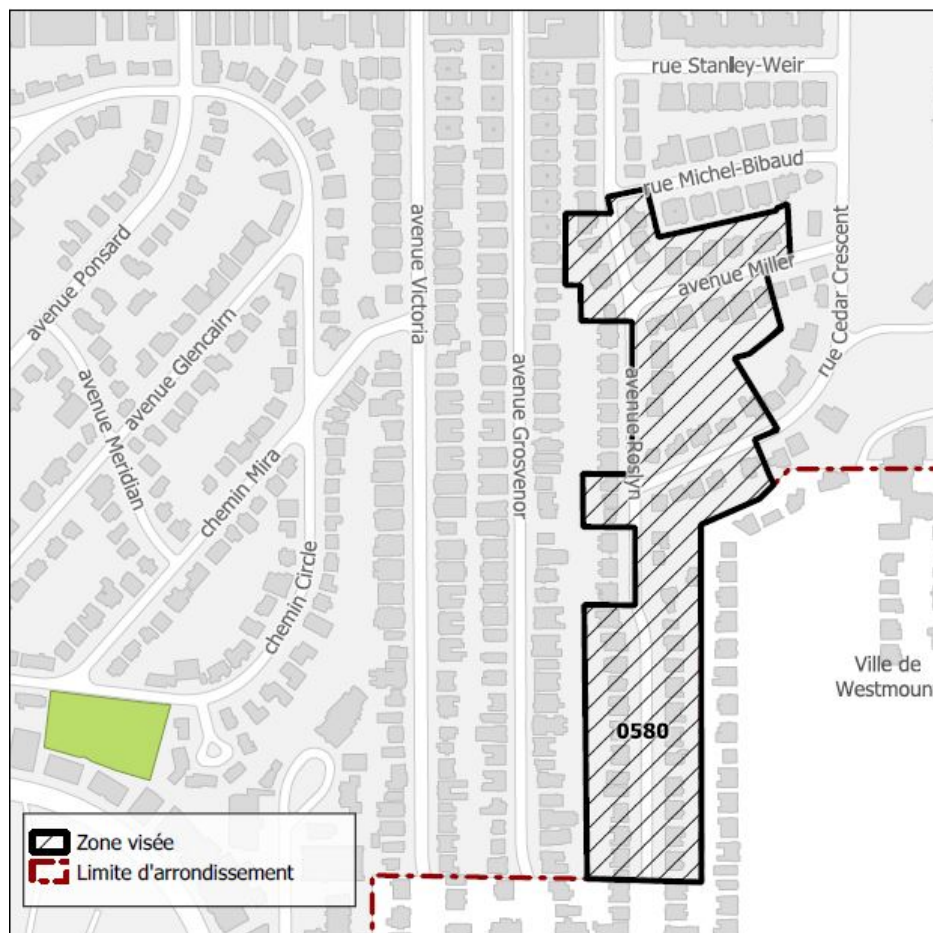 rue Stanley-Weir
rue Michel-Bibaud
avenue Ponsard
avenue Victoria
rue Cedar Crescent
avenue Miller
avenue Glencairn
avenue Meridian
avenue Grosvenor
avenue Roslyn
chemin Mira
chemin Circle
Ville de
Westmoun
0580
Zone visée
Limite d'arrondissement